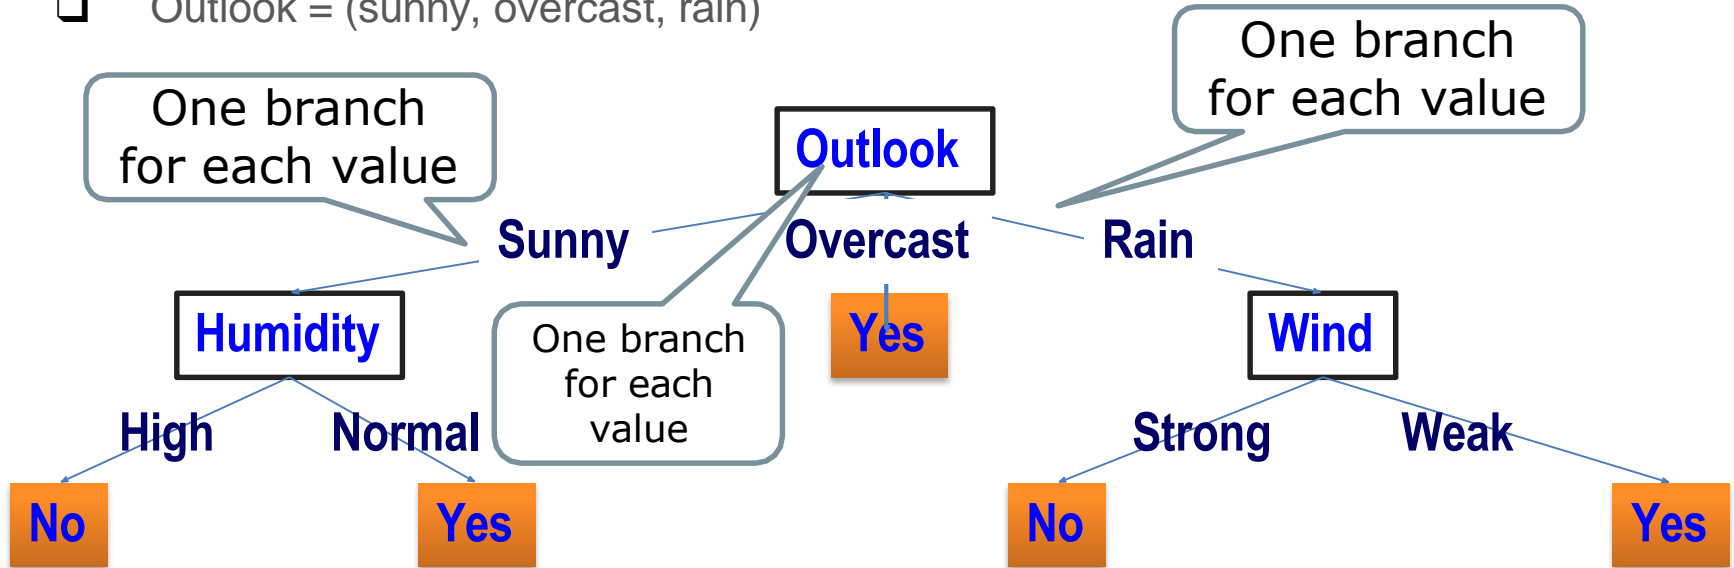 Outlook = (sunny, overcast, rain)
One branch
for each value
One branch
for each value
Outlook
Sunny
Overcast
Rain
Humidity
One branch
for each
value
Yes
Wind
High
Normal
Strong
Weak
No
Yes
No
Yes